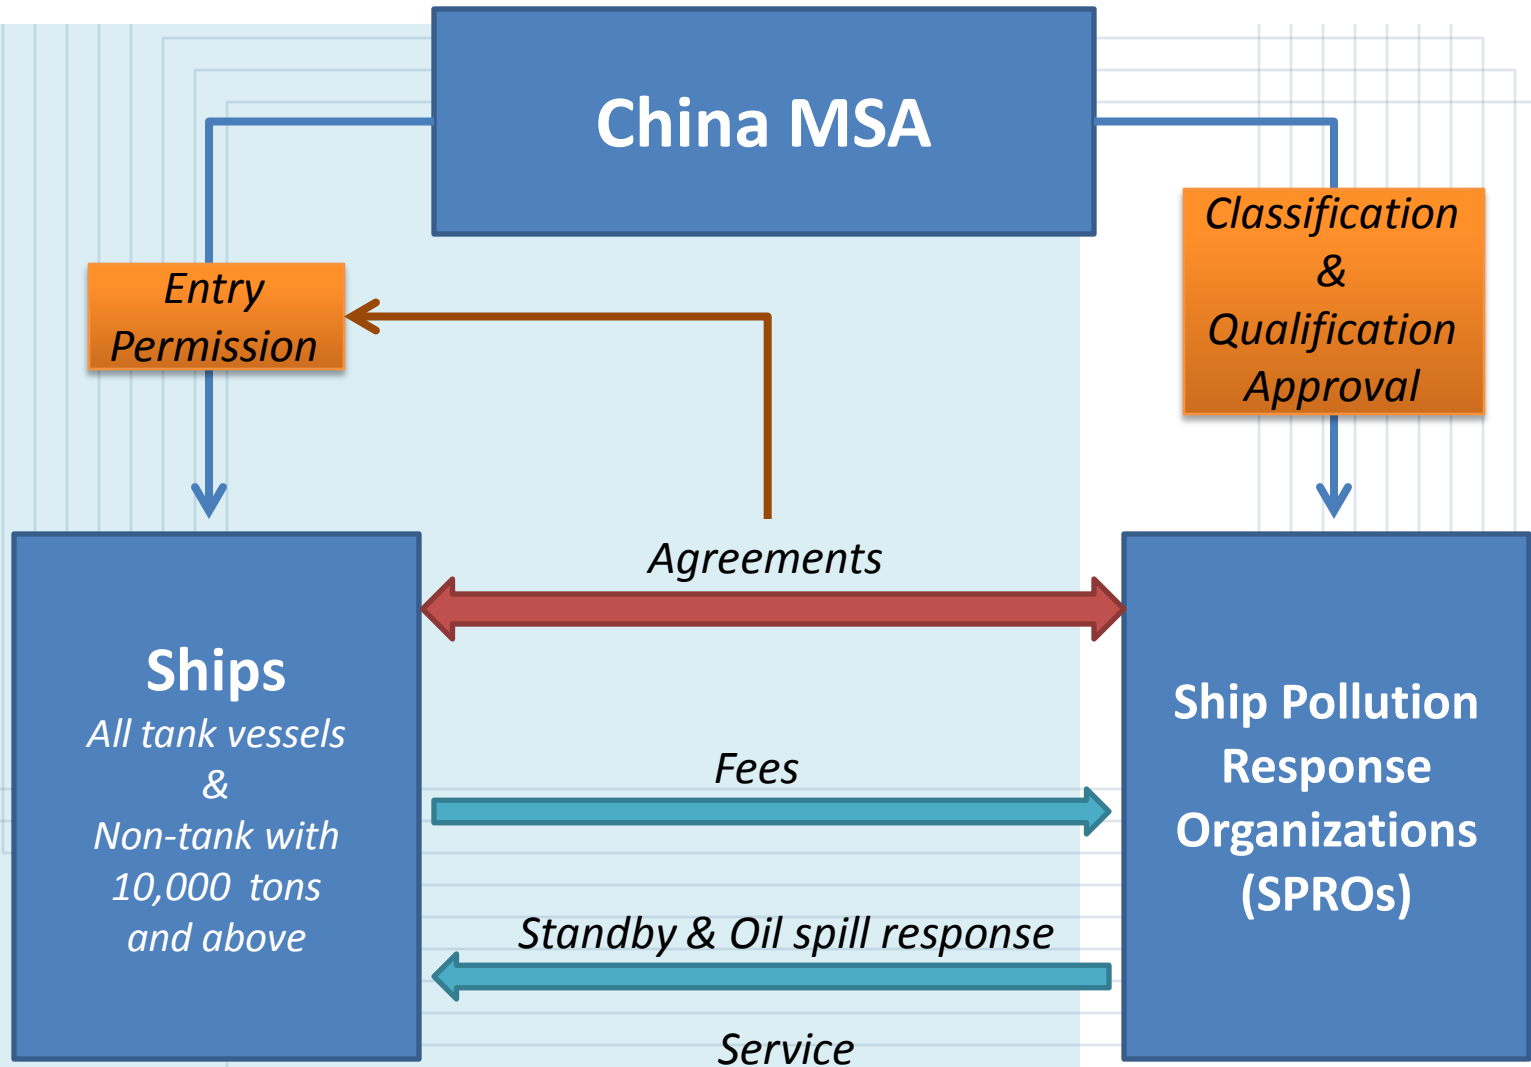 China MSA
Entry
Permission
Classification
&
Qualification
Approval
Agreements
Ships
All tank vessels
&
Non-tank with
10,000 tons
and above
Fees
Standby & Oil spill response
Service
Ship Pollution
Response
Organizations
(SPROs)